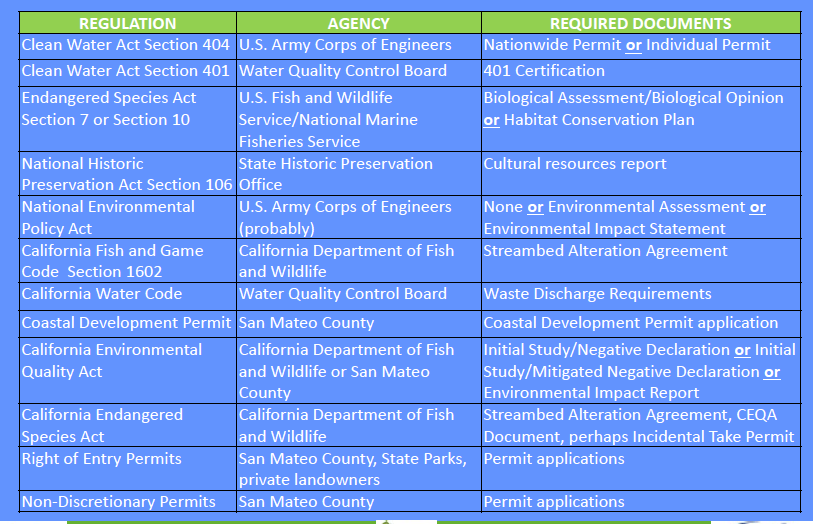 REGULATION AGENCY REQUIRED DOCUMENTS
Clean Water Act Section 404 U.S. Army Corps of Engineers Nationwide Permit or Individual Permit
Clean Water Act Section 401 Water Quality Control Board 401 Certification
Endangered Species Act U.S. Fish and Wildlife Biological Assessment/Biological Opinion
Section 7 or Section 10 Service/National Marine or Habitat Conservation Plan
Fisheries Service
National Historic State Historic Preservation Cultural resources report
Preservation Act Section 106 Office
National Environmental U.S. Army Corps of Engineers None or Environmental Assessment or
Policy Act (probably) Environmental Impact Statement
California Fish and Game California Department of Fish Streambed Alteration Agreement
Code Section 1602 and Wildlife
California Water Code Water Quality Control Board Waste Discharge Requirements
Coastal Development Permit San Mateo County Coastal Development Permit application
California Environmental California Department of Fish Initial Study/Negative Declaration or Initial
Quality Act and Wildlife or San Mateo Study/Mitigated Negative Declaration or
County Environmental Impact Report
California Endangered California Department of Fish Streambed Alteration Agreement, CEQA
Species Act and Wildlife Document, perhaps Incidental Take Permit
Right of Entry Permits San Mateo County, State Parks, Permit applications
private landowners
Non-Discretionary Permits San Mateo County Permit applications